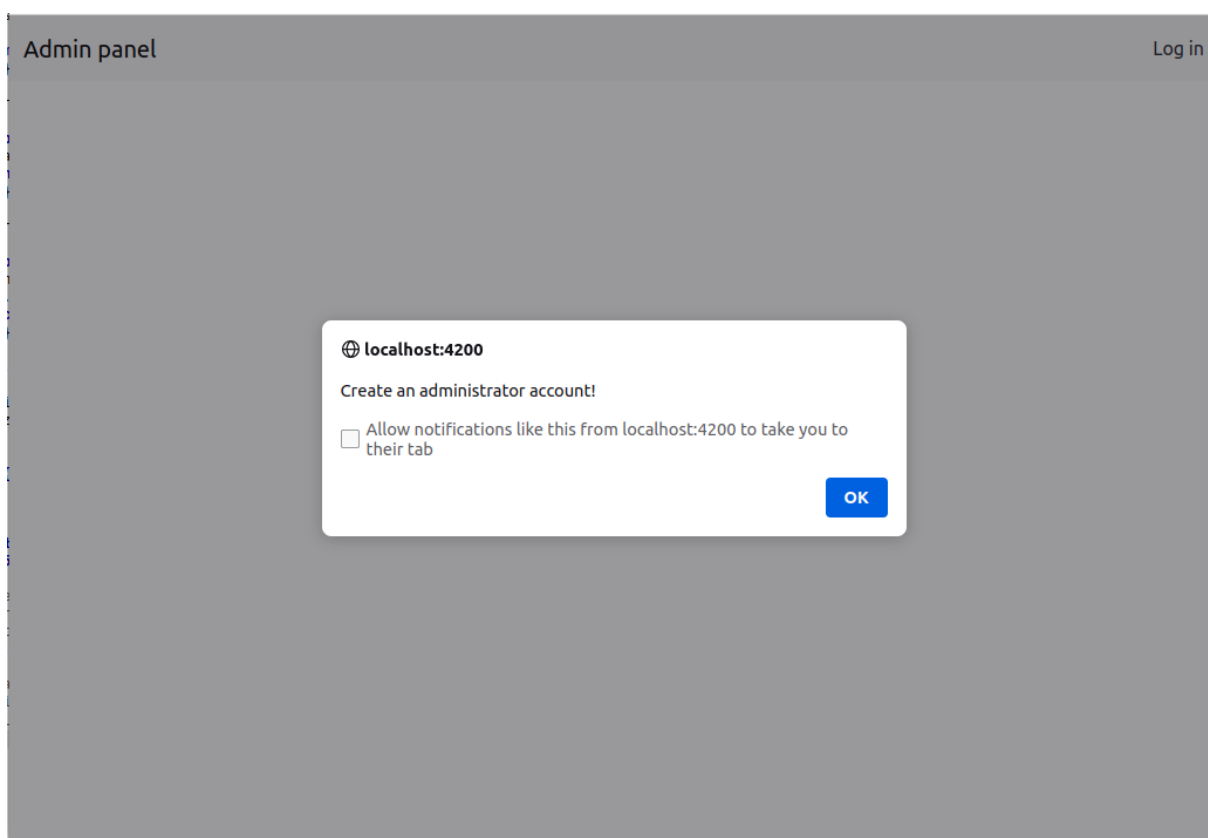 Admin panel
Log in
localhost:4200
Create an administrator account!
Allow notifications like this from localhost:4200 to take you to
their tab
OK